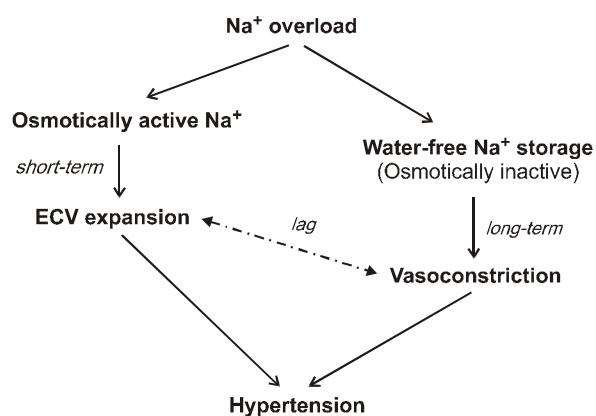 Na⁺ overload
Osmotically active Na⁺
Water-free Na⁺ storage
(Osmotically inactive)
short-term
ECV expansion
lag
long-term
Vasoconstriction
Hypertension